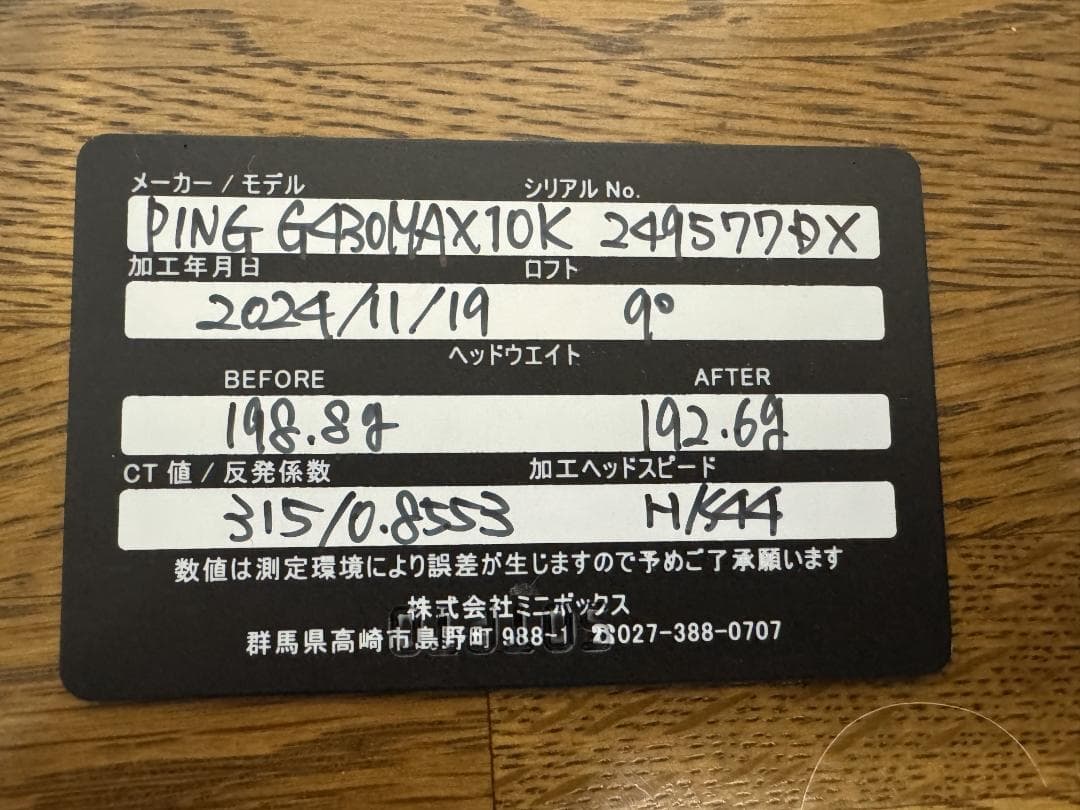 メーカー / モデル シリアル No.
PING G430MAX10K 249577DX
加工年月日 ロフト
2024/11/19 9°
ヘッドウエイト
BEFORE AFTER
198.8g 192.6g
CT 値 / 反発係数 加工ヘッドスピード
315/0.8553 H/S44
数値は測定環境により誤差が生じますので予めご了承願います
株式会社ミニボックス
群馬県高崎市島野町 988-1 ☎027-388-0707